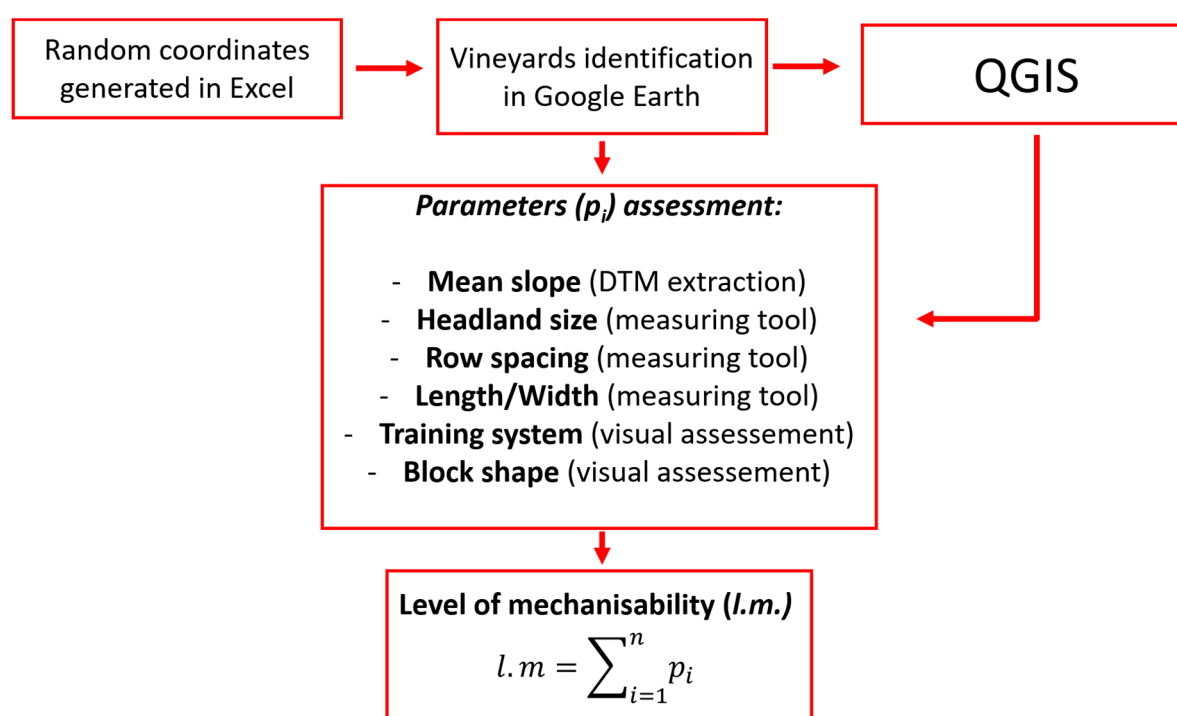 Random coordinates
generated in Excel
Vineyards identification
in Google Earth
QGIS
Parameters (pᵢ) assessment:
- Mean slope (DTM extraction)
- Headland size (measuring tool)
- Row spacing (measuring tool)
- Length/Width (measuring tool)
- Training system (visual assessement)
- Block shape (visual assessement)
Level of mechanisability (l.m.)
l.m = ∑ⁿᵢ₌₁ pᵢ